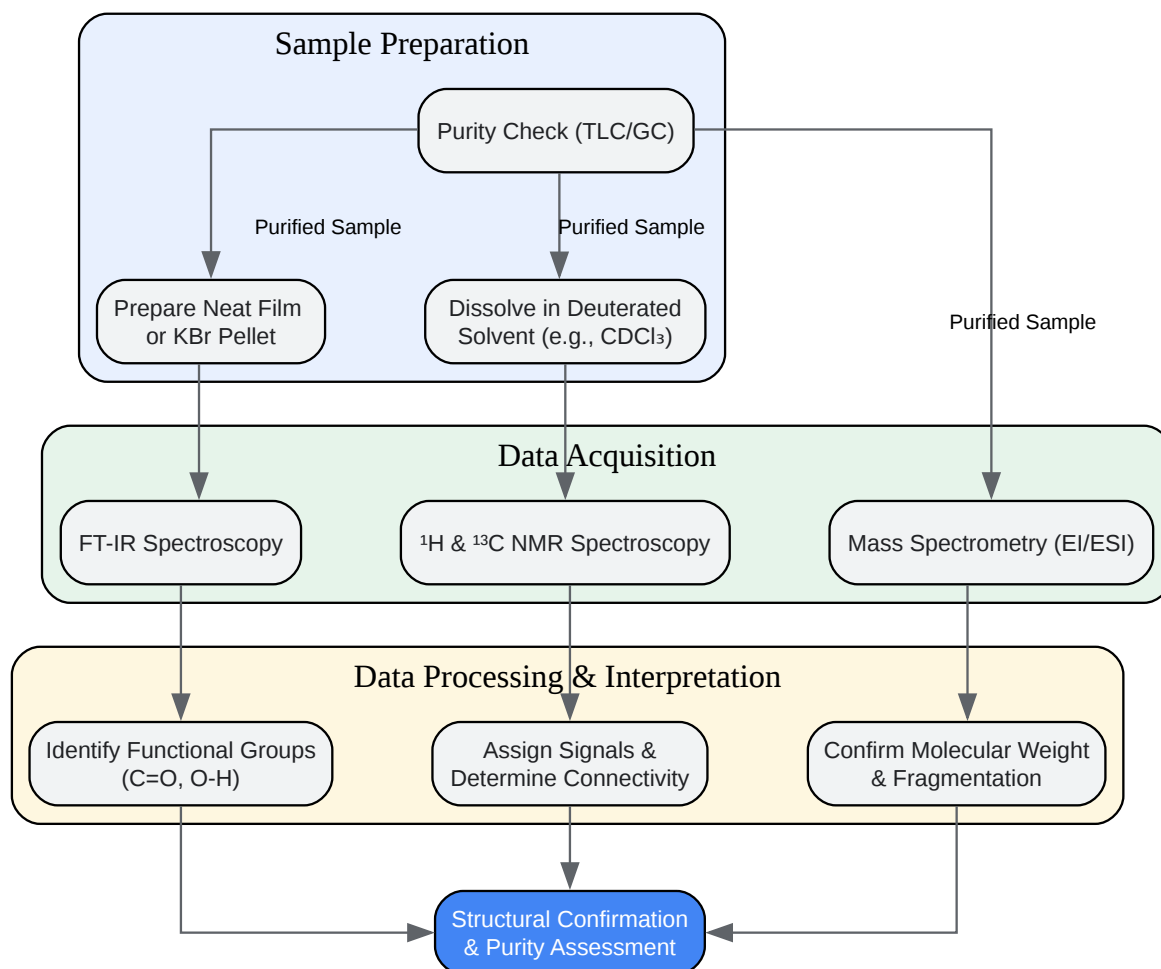 Sample Preparation
Purity Check (TLC/GC)
Purified Sample
Purified Sample
Prepare Neat Film
or KBr Pellet
Dissolve in Deuterated
Solvent (e.g., CDCl₃)
Purified Sample
Data Acquisition
FT-IR Spectroscopy
¹H & ¹³C NMR Spectroscopy
Mass Spectrometry (EI/ESI)
Data Processing & Interpretation
Identify Functional Groups
(C=O, O-H)
Assign Signals &
Determine Connectivity
Confirm Molecular Weight
& Fragmentation
Structural Confirmation
& Purity Assessment